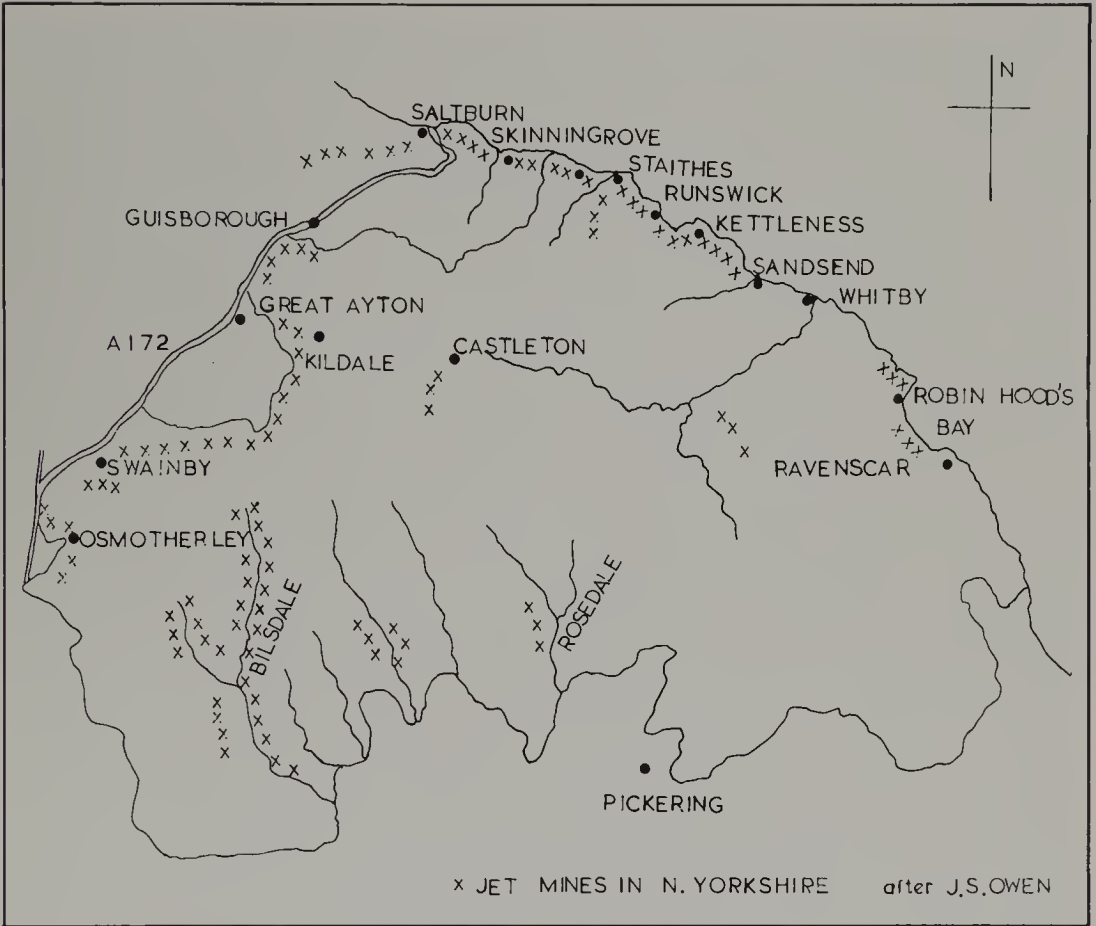 N
SALTBURN
SKINNINGROVE
STAITHES
RUNSWICK
GUISBOROUGH
KETTLENESS
SANDSEND
WHITBY
GREAT AYTON
A172
CASTLETON
KILDALE
ROBIN HOOD'S
BAY
SWAINBY
RAVENSCAR
OSMOTHERLEY
BILSDALE
ROSEDALE
PICKERING
x JET MINES IN N. YORKSHIRE after J.S. OWEN